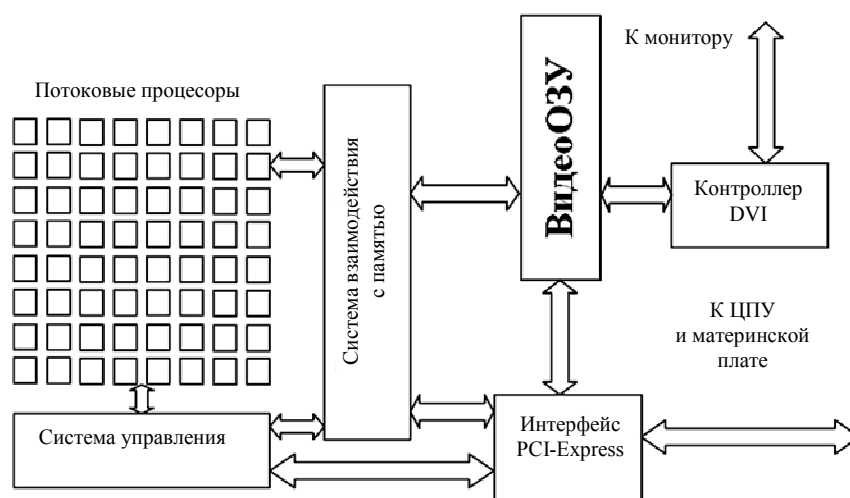 К монитору
Потоковые процесоры
Система взаимодействия
с памятью
ВидеоОЗУ
Контроллер
DVI
К ЦПУ
и материнской
плате
Система управления
Интерфейс
PCI-Express